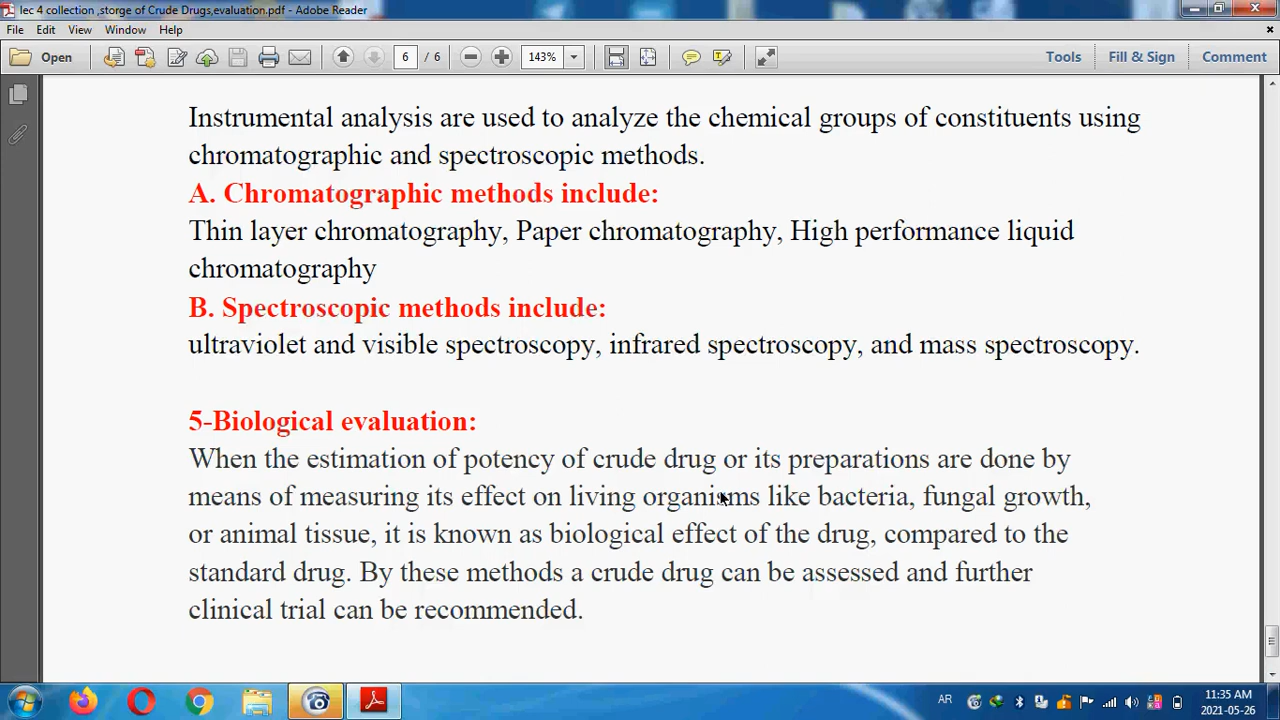 lec 4 collection ,storge of Crude Drugs,evaluation.pdf - Adobe Reader
File Edit View Window Help
Open 6 / 6 143% Tools Fill & Sign Comment
Instrumental analysis are used to analyze the chemical groups of constituents using
chromatographic and spectroscopic methods.
A. Chromatographic methods include:
Thin layer chromatography, Paper chromatography, High performance liquid
chromatography
B. Spectroscopic methods include:
ultraviolet and visible spectroscopy, infrared spectroscopy, and mass spectroscopy.
5-Biological evaluation:
When the estimation of potency of crude drug or its preparations are done by
means of measuring its effect on living organisms like bacteria, fungal growth,
or animal tissue, it is known as biological effect of the drug, compared to the
standard drug. By these methods a crude drug can be assessed and further
clinical trial can be recommended.
AR 11:35 AM
2021-05-26